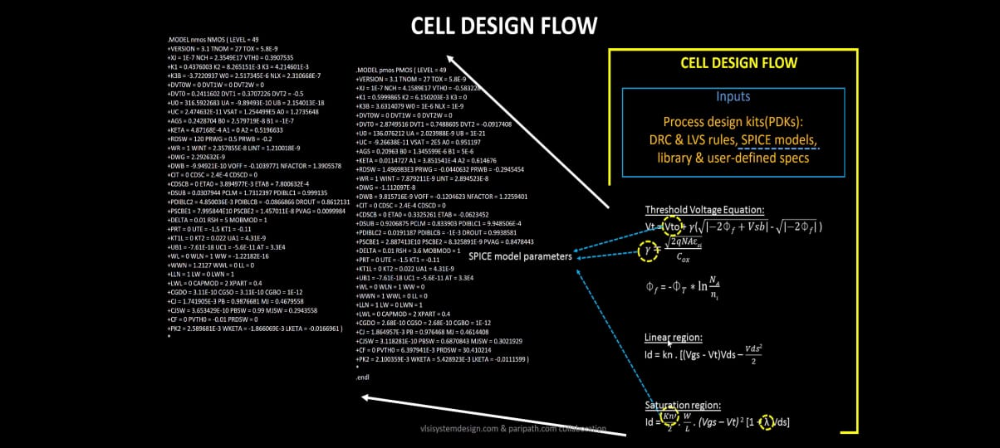 CELL DESIGN FLOW
.MODEL nmos NMOS ( LEVEL = 49
+VERSION = 3.1 TNOM = 27 TOX = 5.8E-9
+XJ = 1E-7 NCH = 2.3549E17 VTH0 = 0.3907535
+K1 = 0.4376003 K2 = 8.265151E-3 K3 = 4.214601E-3
+K3B = -3.7220937 W0 = 2.517345E-6 NLX = 2.310668E-7
+DVT0W = 0 DVT1W = 0 DVT2W = 0
+DVT0 = 0.2411602 DVT1 = 0.3707226 DVT2 = -0.5
+U0 = 316.5922683 UA = -9.89493E-10 UB = 2.154013E-18
+UC = 2.474632E-11 VSAT = 1.254499E5 A0 = 1.2735648
+AGS = 0.2428704 B0 = 2.579719E-8 B1 = -1E-7
+KETA = 4.87168E-4 A1 = 0 A2 = 0.5196633
+RDSW = 120 PRWG = 0.5 PRWB = -0.2
+WR = 1 WINT = 2.357855E-8 LINT = 1.210018E-9
+DWG = 2.292632E-9
+DWB = -9.94921E-10 VOFF = -0.1039771 NFACTOR = 1.3905578
+CIT = 0 CDSC = 2.4E-4 CDSCD = 0
+CDSCB = 0 ETA0 = 3.894977E-3 ETAB = 7.800632E-4
+DSUB = 0.0307944 PCLM = 1.7312397 PDIBLC1 = 0.999135
+PDIBLC2 = 4.850036E-3 PDIBLCB = -0.0866866 DROUT = 0.8612131
+PSCBE1 = 7.995844E10 PSCBE2 = 1.457011E-8 PVAG = 0.0099984
+DELTA = 0.01 RSH = 5 MOBMOD = 1
+PRT = 0 UTE = -1.5 KT1 = -0.11
+KT1L = 0 KT2 = 0.022 UA1 = 4.31E-9
+UB1 = -7.61E-18 UC1 = -5.6E-11 AT = 3.3E4
+WL = 0 WLN = 1 WW = -1.22182E-16
+WWN = 1.2127 WWL = 0 LL = 0
+LLN = 1 LW = 0 LWN = 1
+LWL = 0 CAPMOD = 2 XPART = 0.4
+CGDO = 3.11E-10 CGSO = 3.11E-10 CGBO = 1E-12
+CJ = 1.741905E-3 PB = 0.9876681 MJ = 0.4679558
+CJSW = 3.653429E-10 PBSW = 0.99 MJSW = 0.2943558
+CF = 0 PVTH0 = -0.01 PRDSW = 0
+PK2 = 2.589681E-3 WKETA = -1.866069E-3 LKETA = -0.0166961 )
*
.MODEL pmos PMOS ( LEVEL = 49
+VERSION = 3.1 TNOM = 27 TOX = 5.8E-9
+XJ = 1E-7 NCH = 4.1589E17 VTH0 = -0.583228
+K1 = 0.5999865 K2 = 6.150203E-3 K3 = 0
+K3B = 3.6314079 W0 = 1E-6 NLX = 1E-9
+DVT0W = 0 DVT1W = 0 DVT2W = 0
+DVT0 = 2.8749516 DVT1 = 0.7488605 DVT2 = -0.0917408
+U0 = 136.076212 UA = 2.023988E-9 UB = 1E-21
+UC = -9.26638E-11 VSAT = 2E5 A0 = 0.951197
+AGS = 0.20963 B0 = 1.345599E-6 B1 = 5E-6
+KETA = 0.0114727 A1 = 3.851541E-4 A2 = 0.614676
+RDSW = 1.496983E3 PRWG = -0.0440632 PRWB = -0.2945454
+WR = 1 WINT = 7.879211E-9 LINT = 2.894523E-8
+DWG = -1.112097E-8
+DWB = 9.815716E-9 VOFF = -0.1204623 NFACTOR = 1.2259401
+CIT = 0 CDSC = 2.4E-4 CDSCD = 0
+CDSCB = 0 ETA0 = 0.3325261 ETAB = -0.0623452
+DSUB = 0.9206875 PCLM = 0.833903 PDIBLC1 = 9.948506E-4
+PDIBLC2 = 0.0191187 PDIBLCB = -1E-3 DROUT = 0.9938581
+PSCBE1 = 2.887413E10 PSCBE2 = 8.325891E-9 PVAG = 0.8478443
+DELTA = 0.01 RSH = 3.6 MOBMOD = 1
+PRT = 0 UTE = -1.5 KT1 = -0.11
+KT1L = 0 KT2 = 0.022 UA1 = 4.31E-9
+UB1 = -7.61E-18 UC1 = -5.6E-11 AT = 3.3E4
+WL = 0 WLN = 1 WW = 0
+WWN = 1 WWL = 0 LL = 0
+LLN = 1 LW = 0 LWN = 1
+LWL = 0 CAPMOD = 2 XPART = 0.4
+CGDO = 2.68E-10 CGSO = 2.68E-10 CGBO = 1E-12
+CJ = 1.864957E-3 PB = 0.976468 MJ = 0.4614408
+CJSW = 3.118281E-10 PBSW = 0.6870843 MJSW = 0.3021929
+CF = 0 PVTH0 = 6.397941E-3 PRDSW = 30.410214
+PK2 = 2.100359E-3 WKETA = 5.428923E-3 LKETA = -0.0111599 )
*
.endl
SPICE model parameters
CELL DESIGN FLOW
Inputs
Process design kits(PDKs):
DRC & LVS rules, SPICE models,
library & user-defined specs
Threshold Voltage Equation:
Vt = Vto + γ(√|−2Φf + Vsb| - √|−2Φf| )
γ = √2qNAεsi / Cox
Φf = -ΦT * ln NA/ni
Linear region:
Id = kn . [(Vgs - Vt)Vds − Vds²/2
Saturation region:
Id = Kn′/2 . W/L . (Vgs − Vt)² [1 + λVds]
vlsisystemdesign.com & paripath.com collaboration